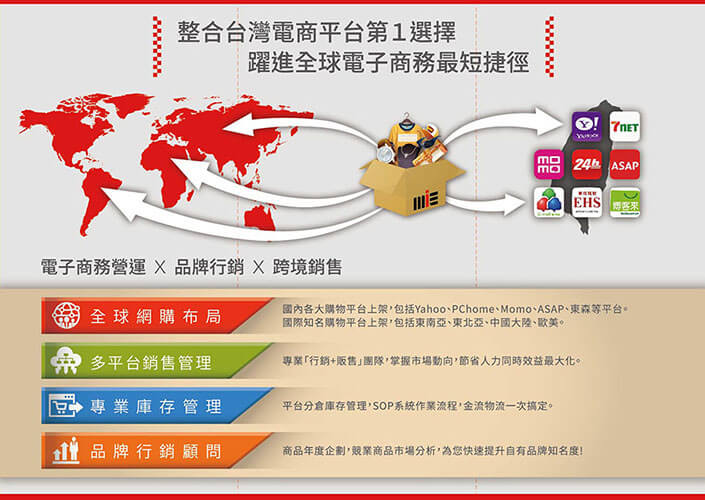 整合台灣電商平台第1選擇
躍進全球電子商務最短捷徑
Y!
YAHOO!
7NET
momo
24h
ASAP
EHS
MIE
電子商務營運 X 品牌行銷 X 跨境銷售
全球網購布局
國內各大購物平台上架,包括Yahoo、PChome、Momo、ASAP、東森等平台。
國際知名購物平台上架,包括東南亞、東北亞、中國大陸、歐美。
多平台銷售管理
專業「行銷+販售」團隊,掌握市場動向,節省人力同時效益最大化。
專業庫存管理
平台分倉庫存管理,SOP系統作業流程,金流物流一次搞定。
品牌行銷顧問
商品年度企劃,競業商品市場分析,為您快速提升自有品牌知名度!